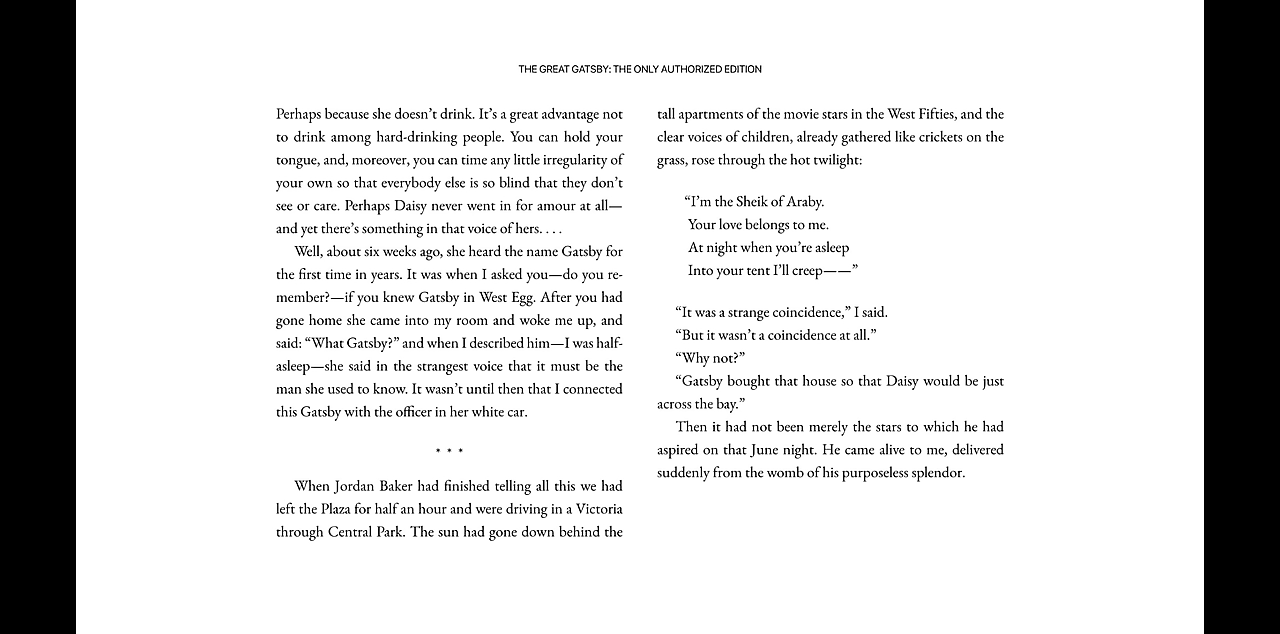 THE GREAT GATSBY: THE ONLY AUTHORIZED EDITION
Perhaps because she doesn’t drink. It’s a great advantage not
to drink among hard-drinking people. You can hold your
tongue, and, moreover, you can time any little irregularity of
your own so that everybody else is so blind that they don’t
see or care. Perhaps Daisy never went in for amour at all—
and yet there’s something in that voice of hers. . . .
Well, about six weeks ago, she heard the name Gatsby for
the first time in years. It was when I asked you—do you re-
member?—if you knew Gatsby in West Egg. After you had
gone home she came into my room and woke me up, and
said: “What Gatsby?” and when I described him—I was half-
asleep—she said in the strangest voice that it must be the
man she used to know. It wasn’t until then that I connected
this Gatsby with the officer in her white car.
* * *
When Jordan Baker had finished telling all this we had
left the Plaza for half an hour and were driving in a Victoria
through Central Park. The sun had gone down behind the
tall apartments of the movie stars in the West Fifties, and the
clear voices of children, already gathered like crickets on the
grass, rose through the hot twilight:
“I’m the Sheik of Araby.
Your love belongs to me.
At night when you’re asleep
Into your tent I’ll creep——”
“It was a strange coincidence,” I said.
“But it wasn’t a coincidence at all.”
“Why not?”
“Gatsby bought that house so that Daisy would be just
across the bay.”
Then it had not been merely the stars to which he had
aspired on that June night. He came alive to me, delivered
suddenly from the womb of his purposeless splendor.